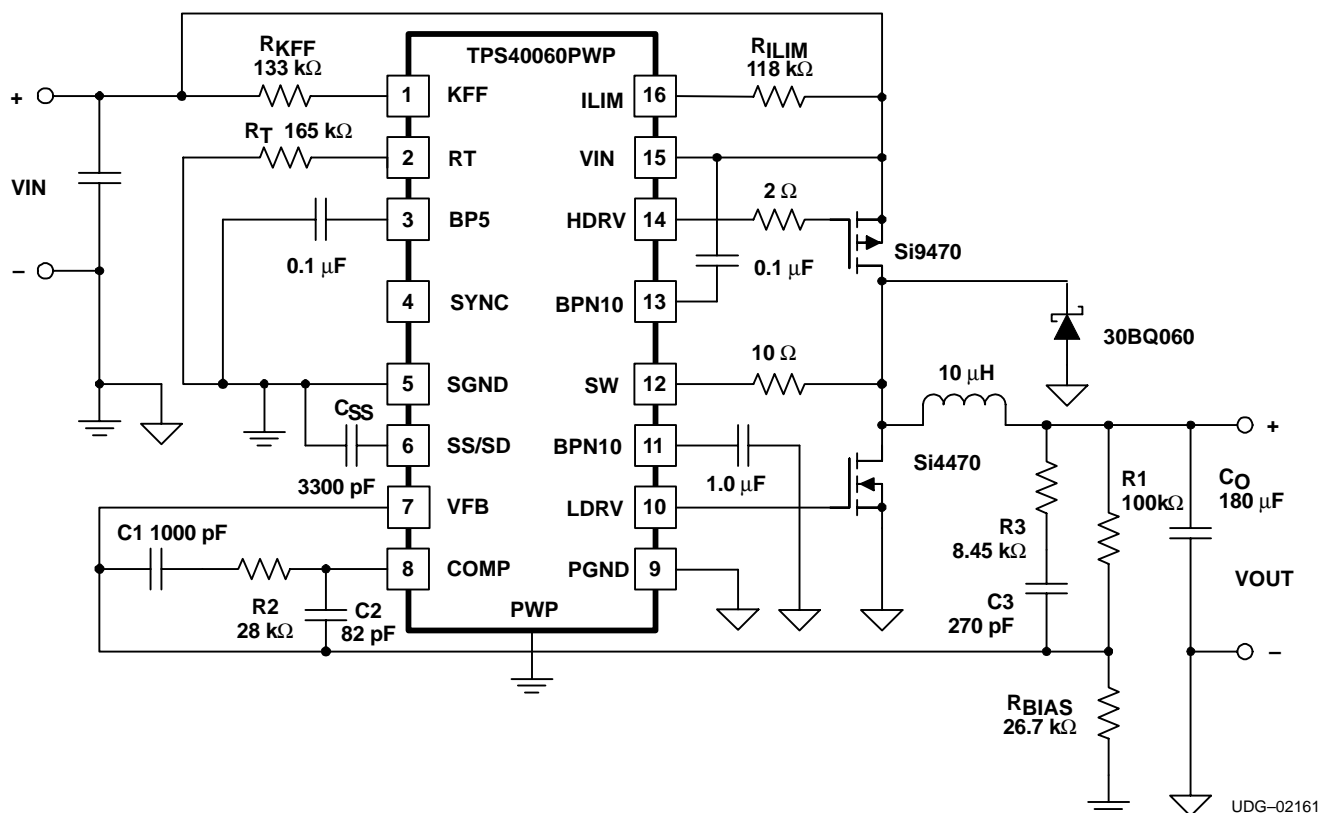 TPS40060PWP
RKFF
133 kΩ
RT 165 kΩ
+
VIN
–
0.1 µF
CSS
3300 pF
C1 1000 pF
R2
28 kΩ
C2
82 pF
1 KFF
2 RT
3 BP5
4 SYNC
5 SGND
6 SS/SD
7 VFB
8 COMP
ILIM 16
VIN 15
HDRV 14
BPN10 13
SW 12
BPN10 11
LDRV 10
PGND 9
PWP
RILIM
118 kΩ
2 Ω
Si9470
0.1 µF
30BQ060
10 Ω
10 µH
1.0 µF
Si4470
R3
8.45 kΩ
C3
270 pF
R1
100kΩ
CO
180 µF
+
VOUT
–
RBIAS
26.7 kΩ
UDG–02161